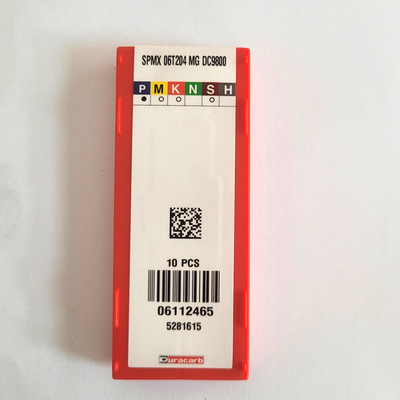 SPMX 06T204 MG DC9800
P M K N S H
10 PCS
06112465
5281615
Duracarb